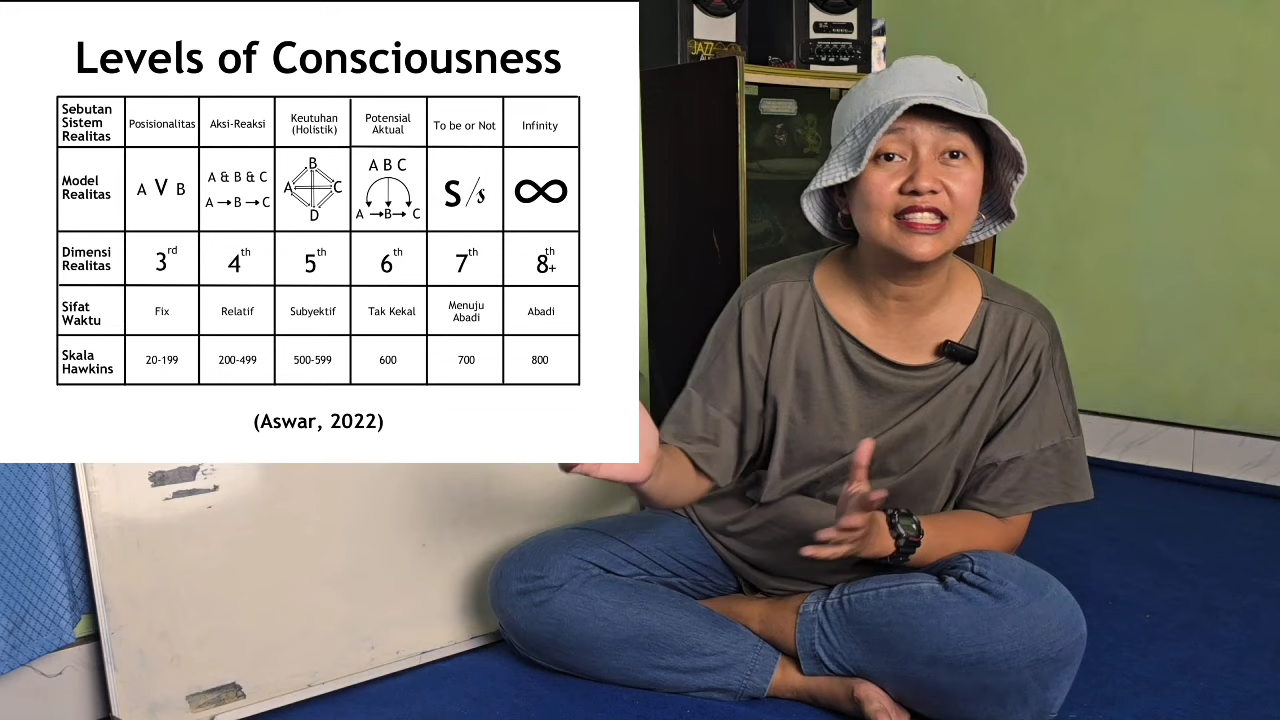 Levels of Consciousness
Sebutan
Sistem
Realitas
Posisionalitas
Aksi-Reaksi
Keutuhan
(Holistik)
Potensial
Aktual
To be or Not
Infinity
Model
Realitas
A V B
A & B & C
A → B → C
B
A
C
D
A B C
A → B → C
S/s
∞
Dimensi
Realitas
3rd
4th
5th
6th
7th
8th+
Sifat
Waktu
Fix
Relatif
Subyektif
Tak Kekal
Menuju
Abadi
Abadi
Skala
Hawkins
20-199
200-499
500-599
600
700
800
(Aswar, 2022)
JAZZ